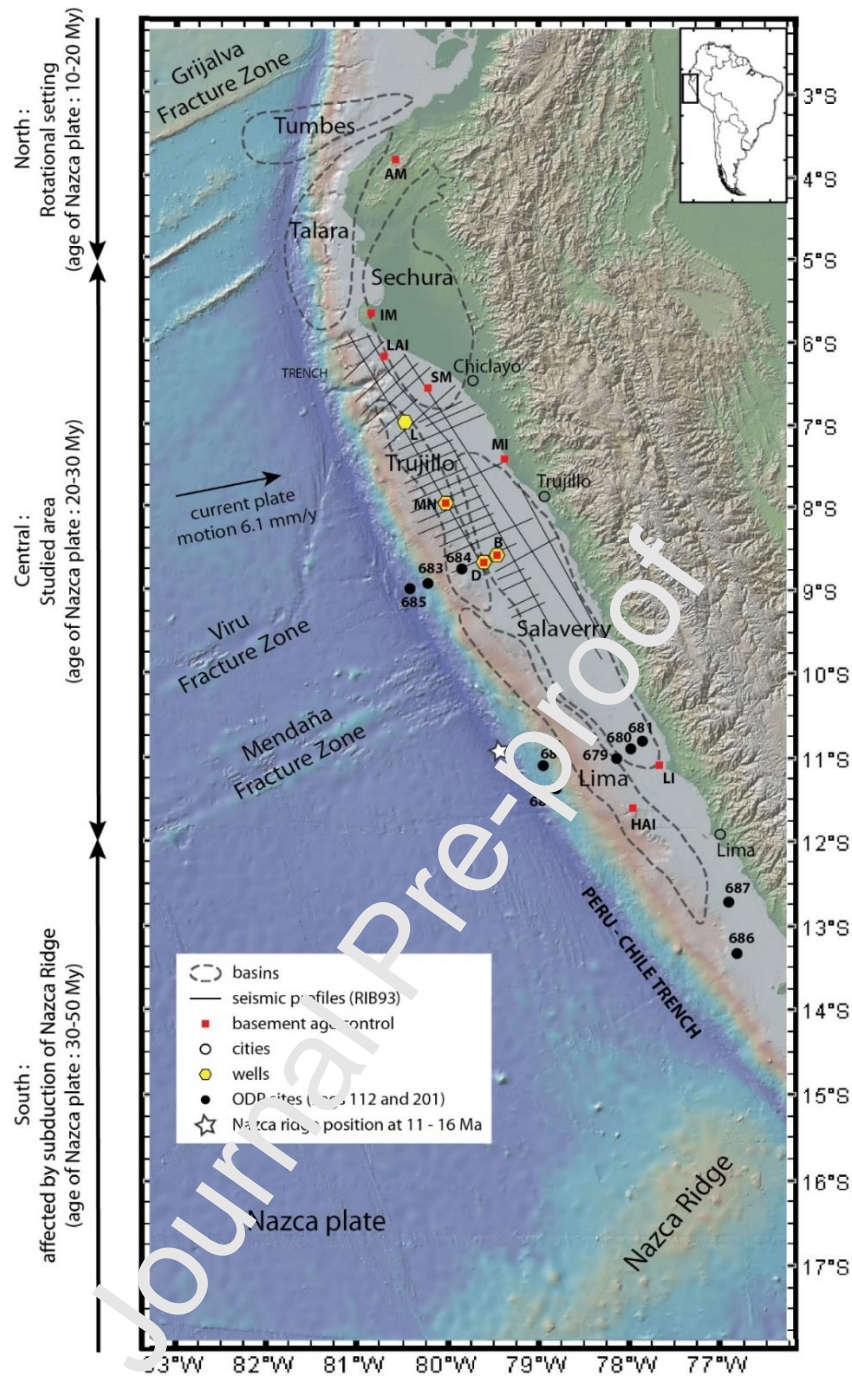 North :
Rotational setting
(age of Nazca plate : 10-20 My)
Central :
Studied area
(age of Nazca plate : 20-30 My)
South :
affected by subduction of Nazca Ridge
(age of Nazca plate : 30-50 My)
Grijalva
Fracture Zone
Tumbes
AM
Talara
Sechura
IM
LAI
TRENCH
SM
Chiclayo
L
MI
Trujillo
Trujillo
current plate
motion 6.1 mm/y
MN
B
D
684
683
685
Viru
Fracture Zone
Salaverry
Mendaña
Fracture Zone
681
680
679
Lima
LI
HAI
Lima
687
686
PERU - CHILE TRENCH
basins
seismic profiles (RIB93)
basement age control
cities
wells
ODP sites 112 and 201)
Nazca ridge position at 11 - 16 Ma
Nazca plate
Nazca Ridge
Journal Pre-proof
3°S
4°S
5°S
6°S
7°S
8°S
9°S
10°S
11°S
12°S
13°S
14°S
15°S
16°S
17°S
83°W
82°W
81°W
80°W
79°W
78°W
77°W